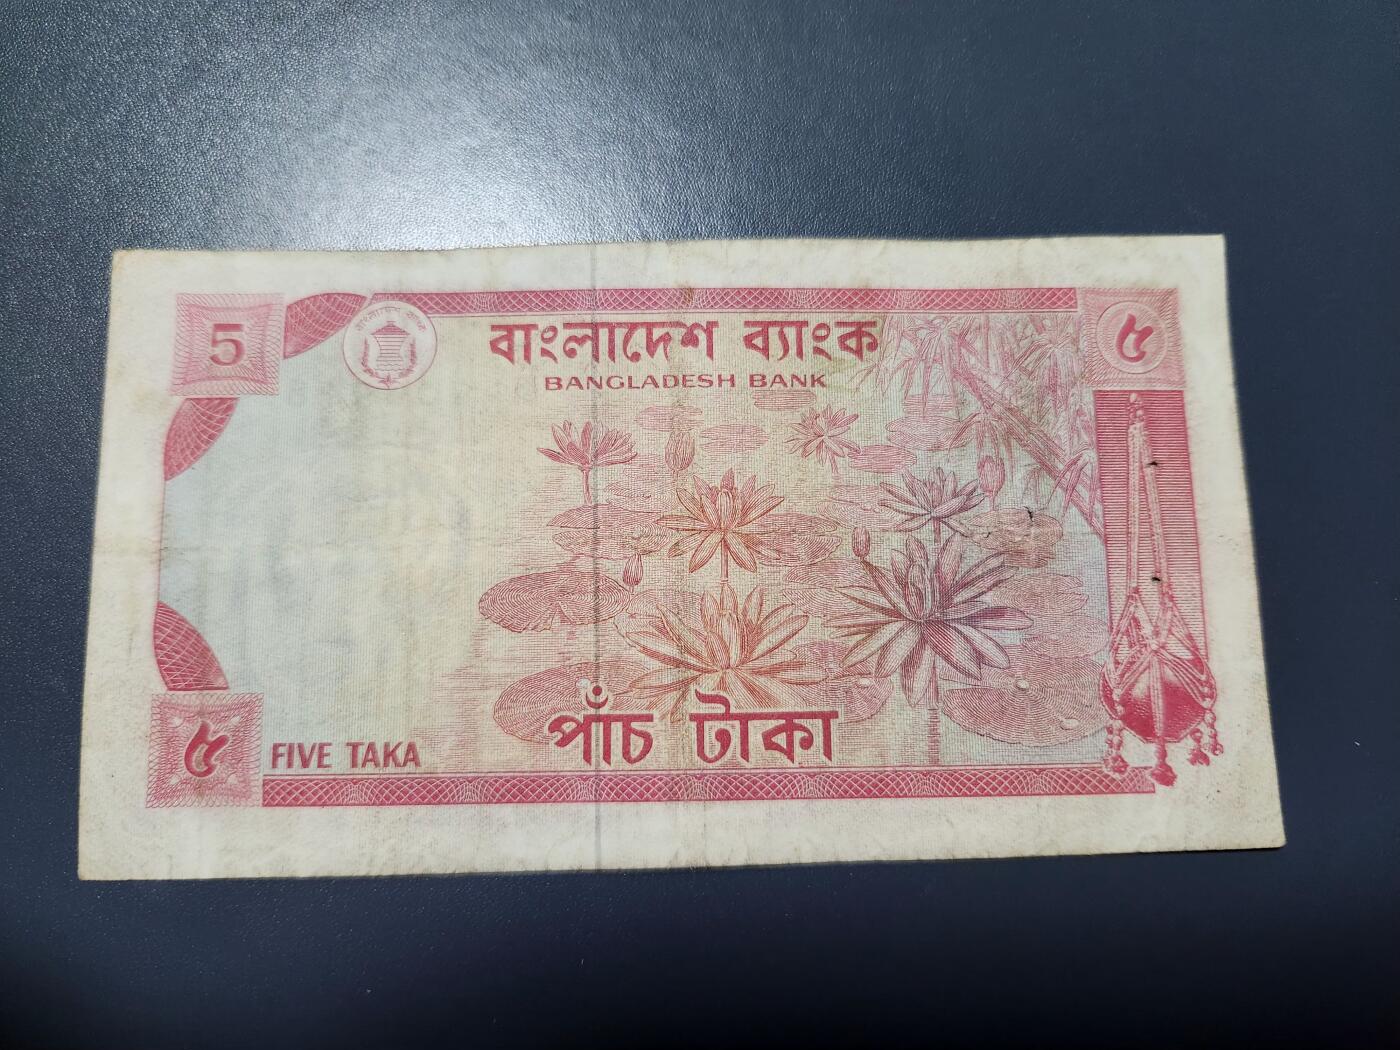 5
বাংলাদেশ ব্যাংক
৫
বাংলাদেশ ব্যাংক
BANGLADESH BANK
৫
FIVE TAKA
পাঁচ টাকা